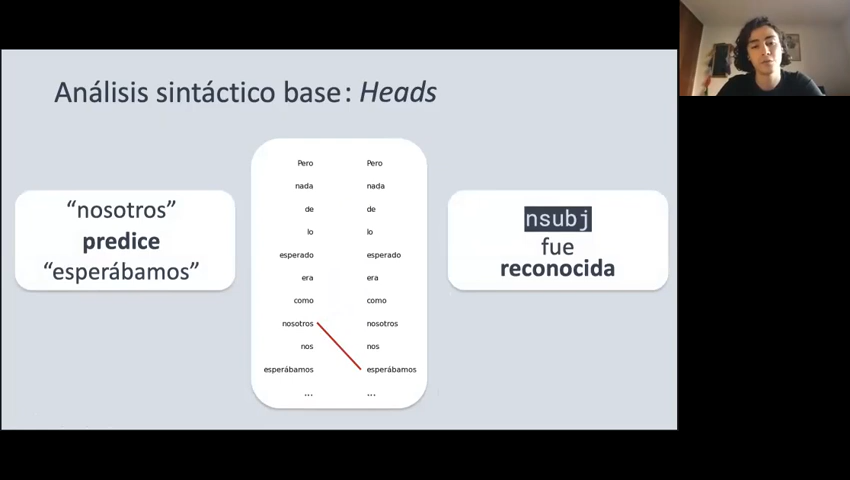 Análisis sintáctico base: Heads
“nosotros”
predice
“esperábamos”
Pero Pero
nada nada
de de
lo lo
esperado esperado
era era
como como
nosotros nosotros
nos nos
esperábamos esperábamos
... ...
nsubj
fue
reconocida